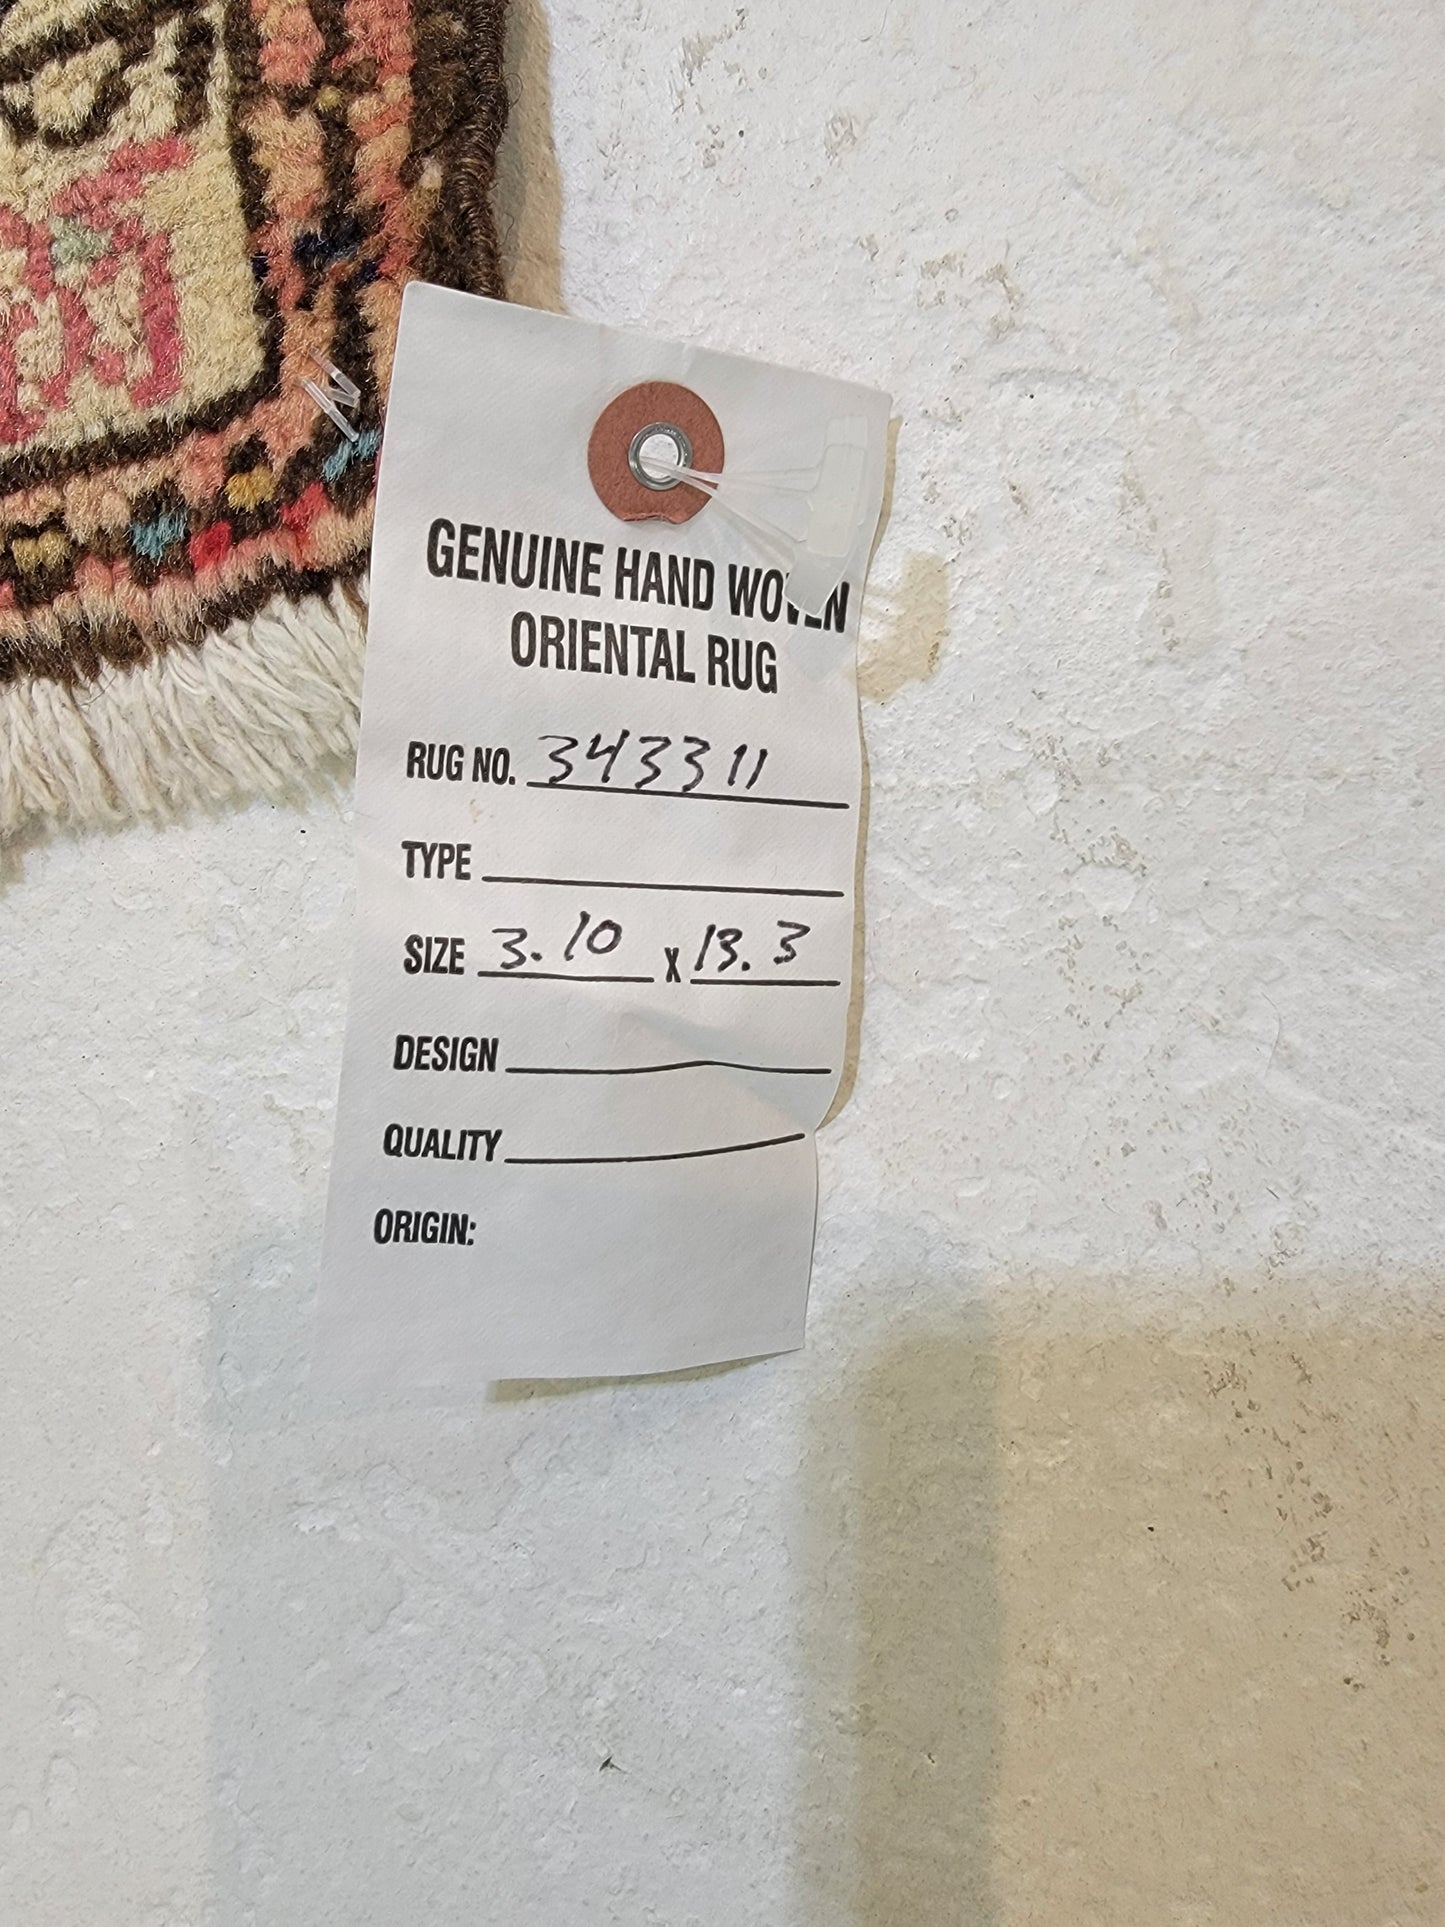 GENUINE HAND WOVEN
ORIENTAL RUG
RUG NO. 343311
TYPE
SIZE 3.10 X 13.3
DESIGN
QUALITY
ORIGIN: